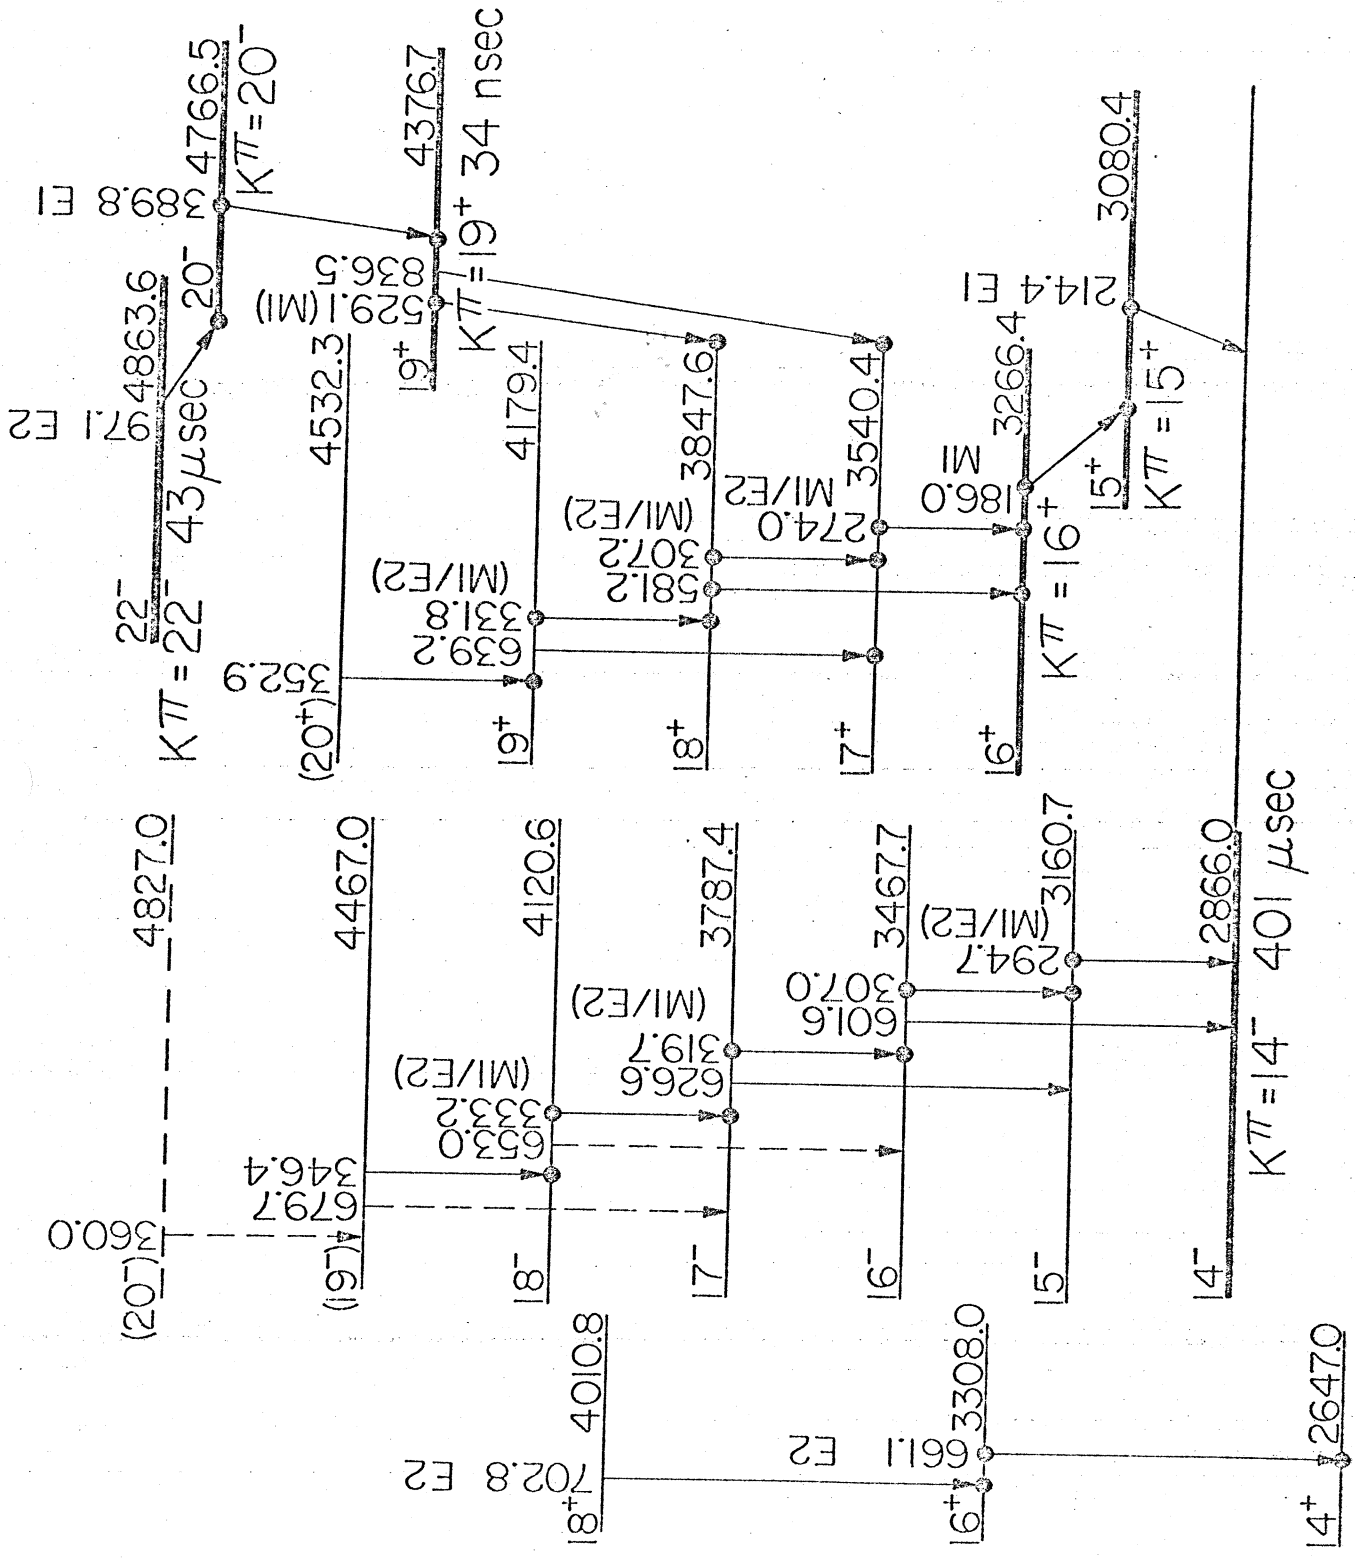 702.8 E2
18+ 4010.8
661.1 E2
16+ 3308.0
14+ 2647.0
360.0
(20-) 4827.0
679.7
346.4
(19-) 4467.0
653.0
333.2
(M1/E2)
18- 4120.6
626.6
319.7
(M1/E2)
17- 3787.4
601.6
307.0
16- 3467.7
294.7
(M1/E2)
15- 3160.7
14- 2866.0
Kπ=14- 401 μsec
352.9
(20+) 4532.3
639.2
331.8
(M1/E2)
19+ 4179.4
581.2
307.2
(M1/E2)
18+ 3847.6
274.0
M1/E2
17+ 3540.4
186.0
M1
16+ 3266.4
Kπ=16+
214.4 E1
15+ 3080.4
Kπ=15+
97.1 E2
22- 4863.6
Kπ=22- 43μsec
389.8 E1
20- 4766.5
Kπ=20-
529.1 (M1)
836.5
19+ 4376.7
Kπ=19+ 34 nsec